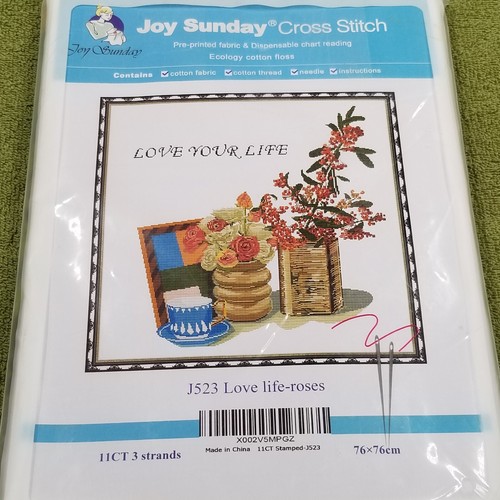 Joy Sunday® Cross Stitch
Joy Sunday
Pre-printed fabric & Dispensable chart reading
Ecology cotton floss
Contains cotton fabric cotton thread needle instructions
LOVE YOUR LIFE
J523 Love life-roses
X002V5MPGZ
Made in China 11CT Stamped-J523
11CT 3 strands
76×76cm